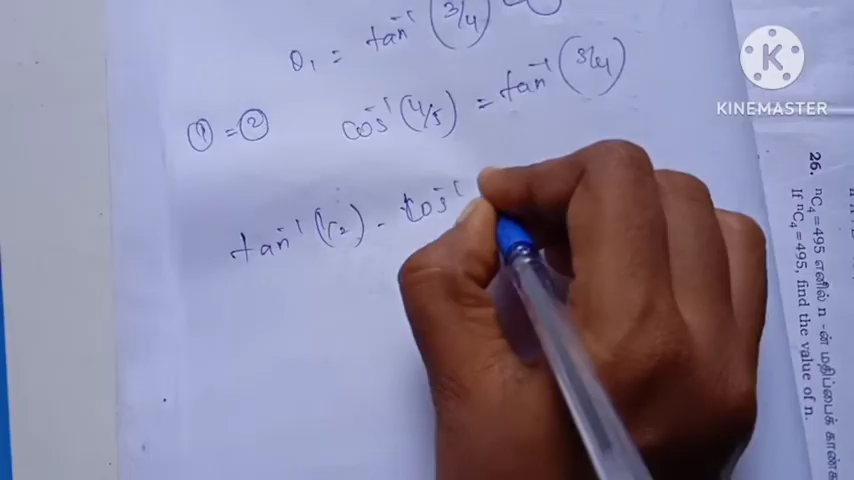 θ₁ = tan⁻¹ (3/4)
① = ② cos⁻¹ (4/5) = tan⁻¹ (3/4)
tan⁻¹ (1/2) - cos⁻¹
K
KINEMASTER
26. ⁿC₄ = 495 எனில் n -ன் மதிப்பைக்
If ⁿC₄ = 495, find the value of n.